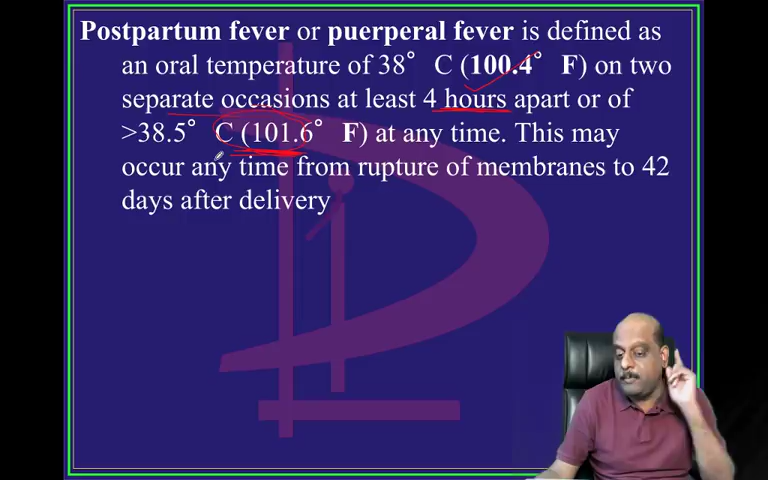 Postpartum fever or puerperal fever is defined as
an oral temperature of 38° C (100.4° F) on two
separate occasions at least 4 hours apart or of
>38.5° C (101.6° F) at any time. This may
occur any time from rupture of membranes to 42
days after delivery